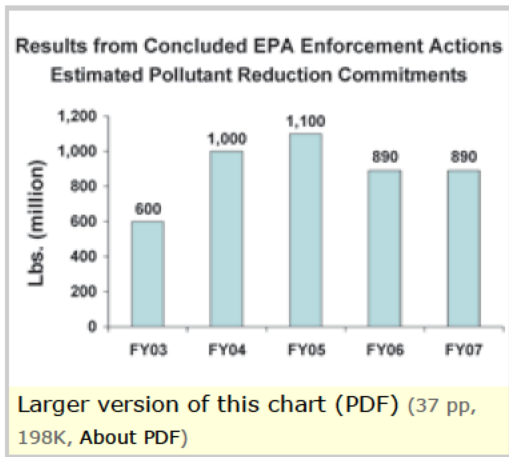 Results from Concluded EPA Enforcement Actions
Estimated Pollutant Reduction Commitments
Lbs. (million)
1,200
1,000
800
600
400
200
0
600
1,000
1,100
890
890
FY03 FY04 FY05 FY06 FY07
Larger version of this chart (PDF) (37 pp,
198K, About PDF)